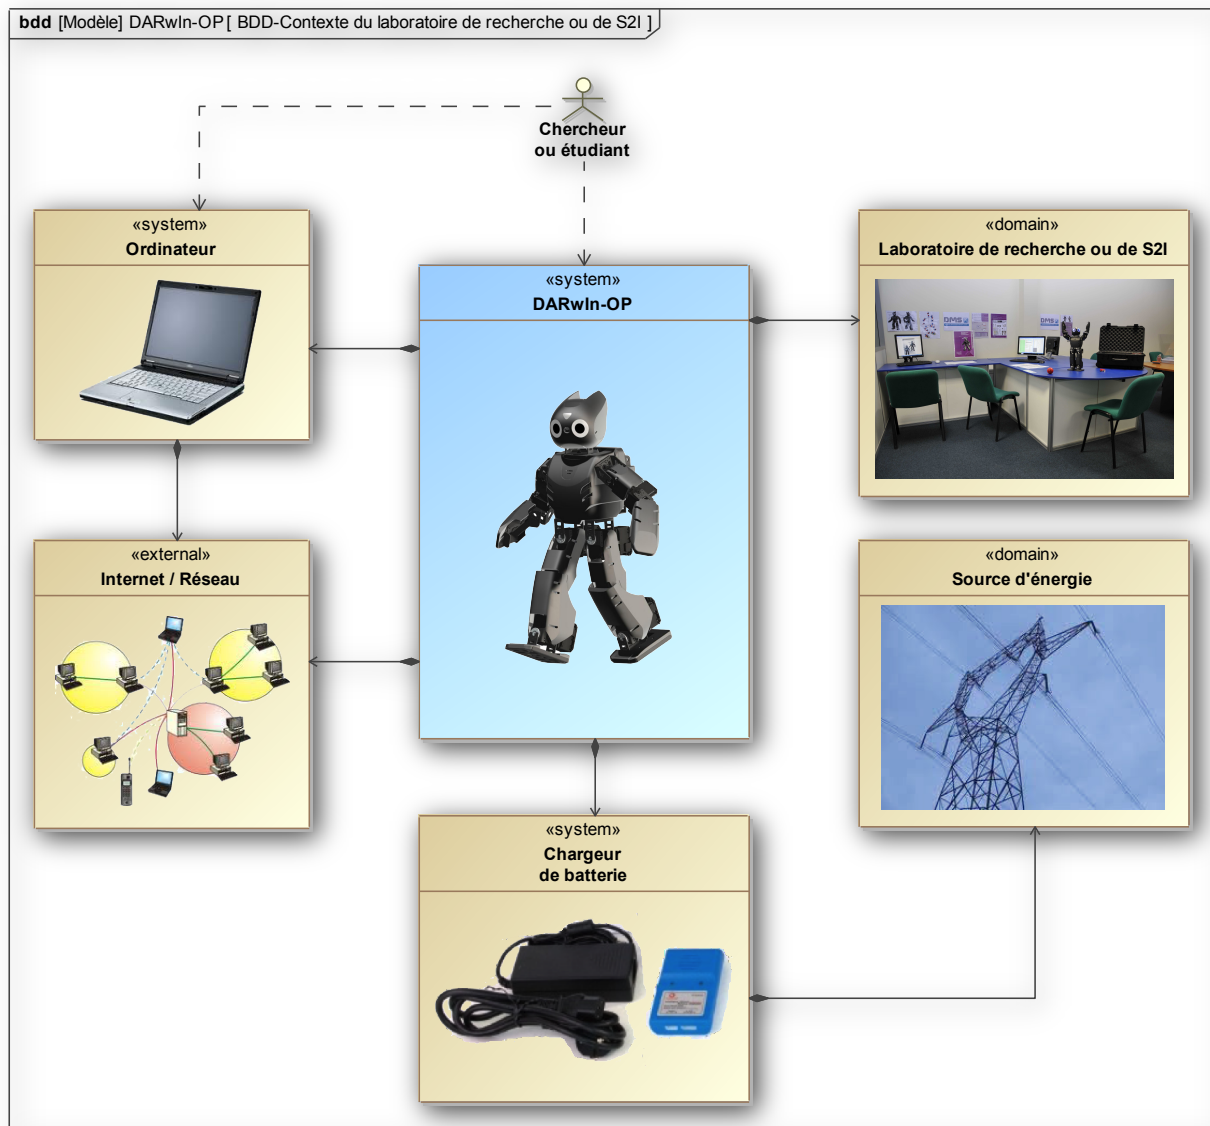 bdd [Modèle] DARwIn-OP [ BDD-Contexte du laboratoire de recherche ou de S2I ]
Chercheur
ou étudiant
«system»
Ordinateur
«system»
DARwIn-OP
«domain»
Laboratoire de recherche ou de S2I
DMS
DMS
«external»
Internet / Réseau
«domain»
Source d'énergie
«system»
Chargeur
de batterie